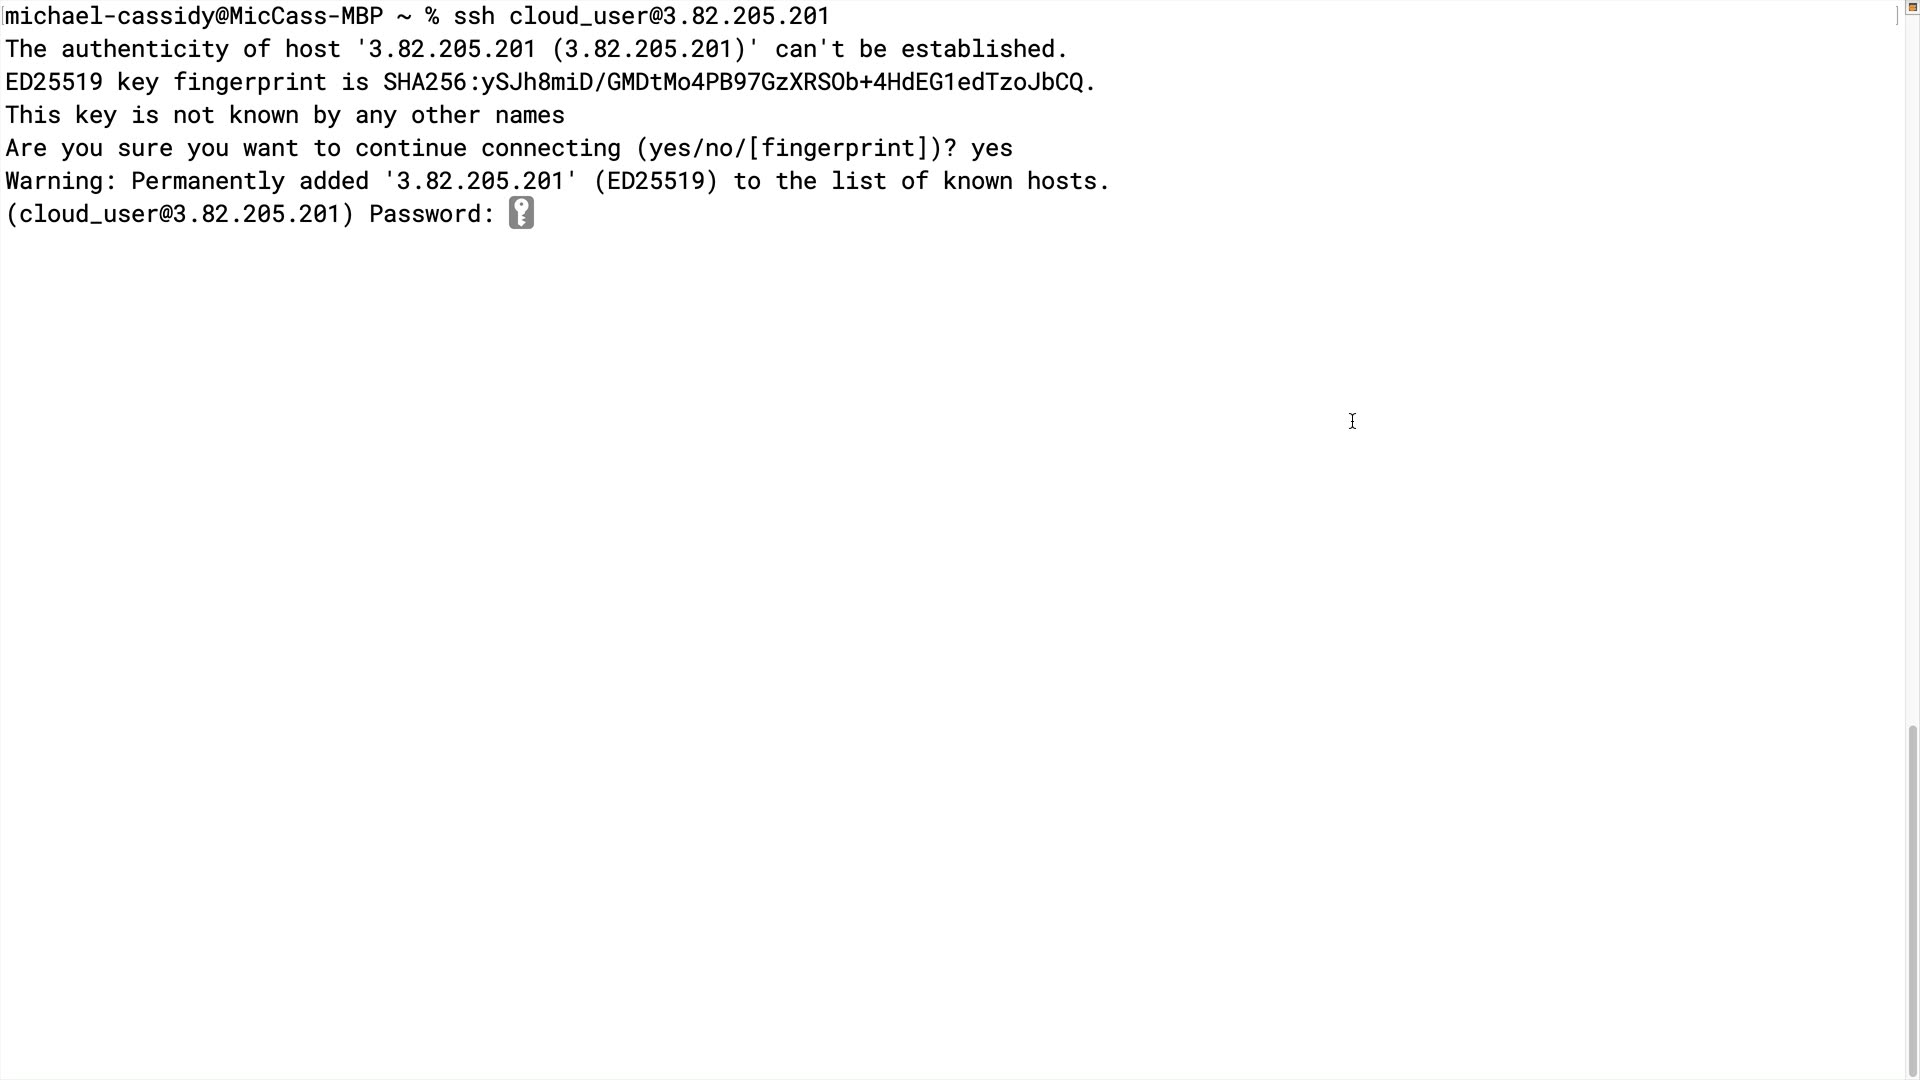 michael-cassidy@MicCass-MBP ~ % ssh cloud_user@3.82.205.201
The authenticity of host '3.82.205.201 (3.82.205.201)' can't be established.
ED25519 key fingerprint is SHA256:ySJh8miD/GMDtMo4PB97GzXRSOb+4HdEG1edTzoJbCQ.
This key is not known by any other names
Are you sure you want to continue connecting (yes/no/[fingerprint])? yes
Warning: Permanently added '3.82.205.201' (ED25519) to the list of known hosts.
(cloud_user@3.82.205.201) Password: